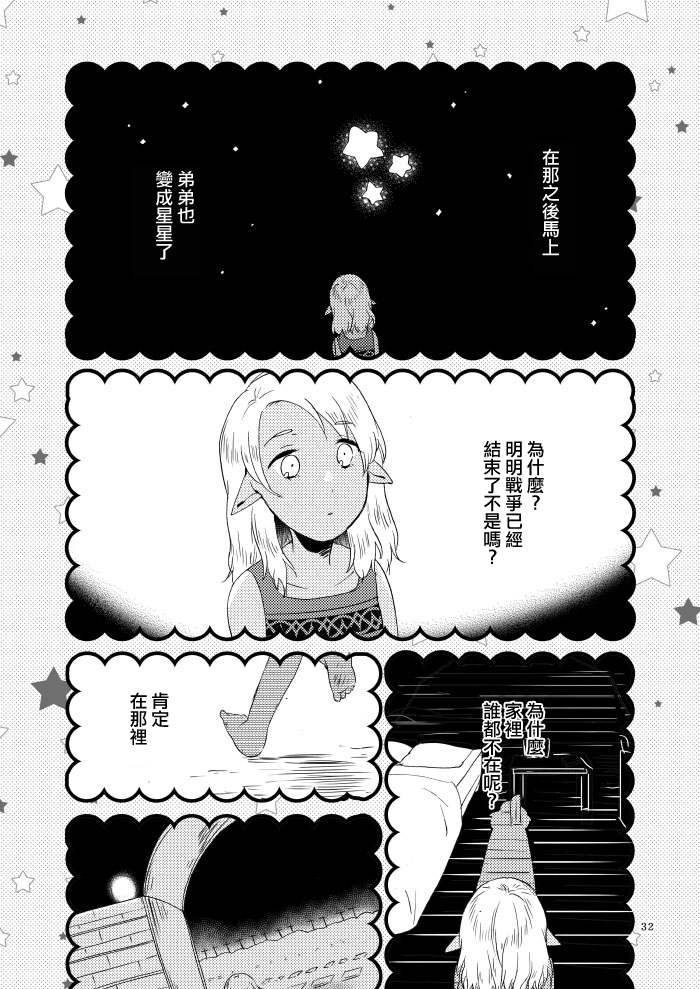 在那之後馬上
弟弟也
變成星星了
為什麼？
明明戰爭已經
結束了不是嗎？
為什麼
家裡
誰都不在呢？
肯定
在那裡
32